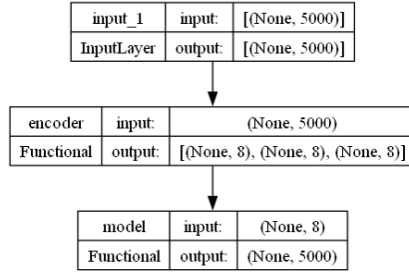 input_1 input: [(None, 5000)]
InputLayer output: [(None, 5000)]
encoder input: (None, 5000)
Functional output: [(None, 8), (None, 8), (None, 8)]
model input: (None, 8)
Functional output: (None, 5000)